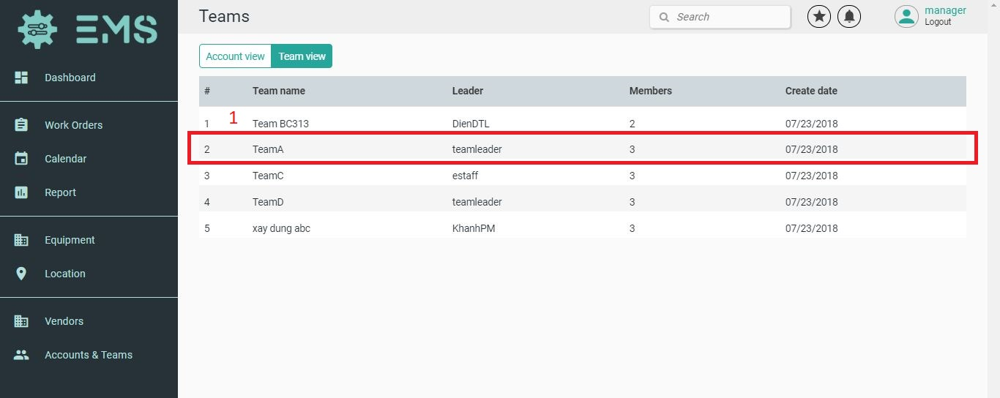 EMS
Teams
Search
manager
Logout
Dashboard
Work Orders
Calendar
Report
Equipment
Location
Vendors
Accounts & Teams
Account view Team view
# Team name Leader Members Create date
1 Team BC313 DienDTL 2 07/23/2018
1
2 TeamA teamleader 3 07/23/2018
3 TeamC estaff 3 07/23/2018
4 TeamD teamleader 3 07/23/2018
5 xay dung abc KhanhPM 3 07/23/2018